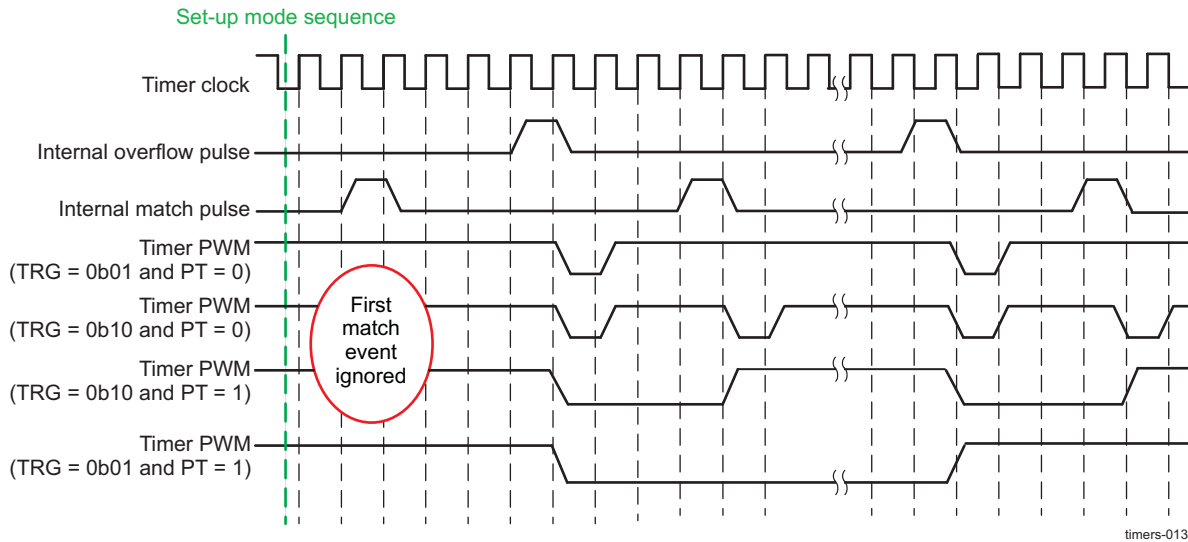 Set-up mode sequence
Timer clock
Internal overflow pulse
Internal match pulse
Timer PWM
(TRG = 0b01 and PT = 0)
Timer PWM
(TRG = 0b10 and PT = 0)
Timer PWM
(TRG = 0b10 and PT = 1)
Timer PWM
(TRG = 0b01 and PT = 1)
First
match
event
ignored
timers-013